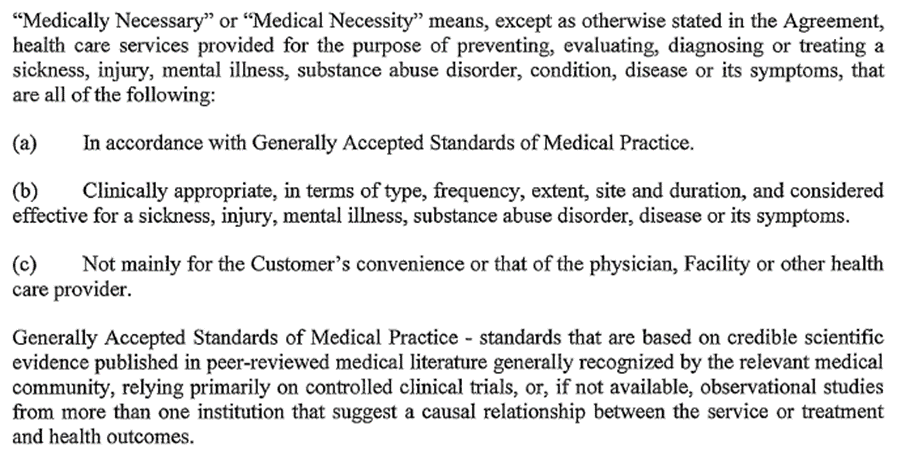 “Medically Necessary” or “Medical Necessity” means, except as otherwise stated in the Agreement,
health care services provided for the purpose of preventing, evaluating, diagnosing or treating a
sickness, injury, mental illness, substance abuse disorder, condition, disease or its symptoms, that
are all of the following:
(a) In accordance with Generally Accepted Standards of Medical Practice.
(b) Clinically appropriate, in terms of type, frequency, extent, site and duration, and considered
effective for a sickness, injury, mental illness, substance abuse disorder, disease or its symptoms.
(c) Not mainly for the Customer’s convenience or that of the physician, Facility or other health
care provider.
Generally Accepted Standards of Medical Practice - standards that are based on credible scientific
evidence published in peer-reviewed medical literature generally recognized by the relevant medical
community, relying primarily on controlled clinical trials, or, if not available, observational studies
from more than one institution that suggest a causal relationship between the service or treatment
and health outcomes.